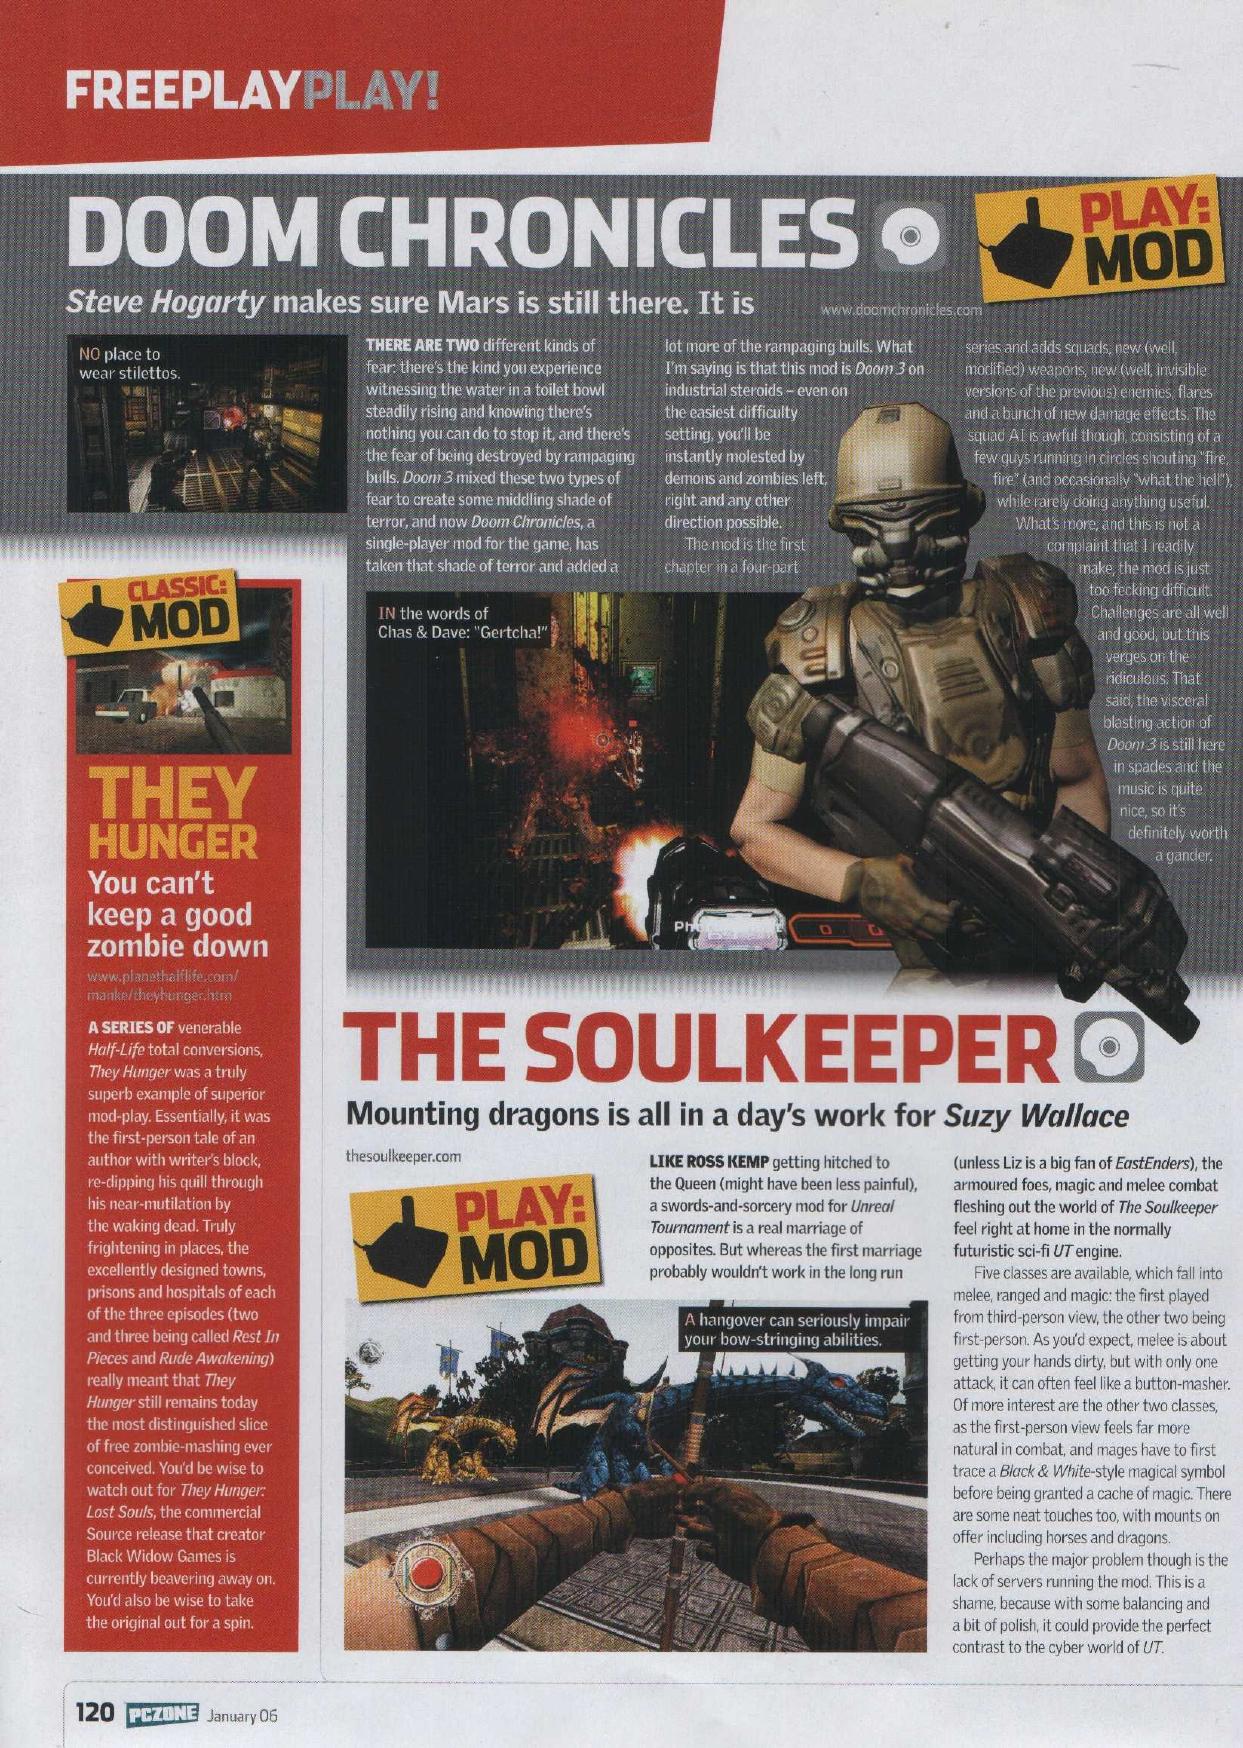 FREEPLAYPLAY!
DOOM CHRONICLES
PLAY:
MOD
Steve Hogarty makes sure Mars is still there. It is
www.doomchronicles.com
NO place to
wear stilettos.
THERE ARE TWO different kinds of
fear: there's the kind you experience
witnessing the water in a toilet bowl
steadily rising and knowing there's
nothing you can do to stop it, and there's
the fear of being destroyed by rampaging
bulls. Doom 3 mixed these two types of
fear to create some middling shade of
terror, and now Doom Chronicles, a
single-player mod for the game, has
taken that shade of terror and added a
lot more of the rampaging bulls. What
I'm saying is that this mod is Doom 3 on
industrial steroids – even on
the easiest difficulty
setting, you'll be
instantly molested by
demons and zombies left,
right and any other
direction possible.
The mod is the first
chapter in a four-part
series and adds squads, new (well,
modified) weapons, new (well, invisible
versions of the previous) enemies, flares
and a bunch of new damage effects. The
squad AI is awful though, consisting of a
few guys running in circles shouting "fire,
fire" (and occasionally "what the hell"),
while rarely doing anything useful.
What's more, and this is not a
complaint that I readily
make, the mod is just
too fecking difficult.
Challenges are all well
and good, but this
verges on the
ridiculous. That
said, the visceral
blasting action of
Doom 3 is still here
in spades and the
music is quite
nice, so it's
definitely worth
a gander.
IN the words of
Chas & Dave: "Gertcha!"
CLASSIC:
MOD
THEY
HUNGER
You can't
keep a good
zombie down
www.planethalflife.com/
manke/theyhunger.htm
A SERIES OF venerable
Half-Life total conversions,
They Hunger was a truly
superb example of superior
mod-play. Essentially, it was
the first-person tale of an
author with writer's block,
re-dipping his quill through
his near-mutilation by
the waking dead. Truly
frightening in places, the
excellently designed towns,
prisons and hospitals of each
of the three episodes (two
and three being called Rest In
Pieces and Rude Awakening)
really meant that They
Hunger still remains today
the most distinguished slice
of free zombie-mashing ever
conceived. You'd be wise to
watch out for They Hunger:
Lost Souls, the commercial
Source release that creator
Black Widow Games is
currently beavering away on.
You'd also be wise to take
the original out for a spin.
THE SOULKEEPER
Mounting dragons is all in a day's work for Suzy Wallace
thesoulkeeper.com
PLAY:
MOD
LIKE ROSS KEMP getting hitched to
the Queen (might have been less painful),
a swords-and-sorcery mod for Unreal
Tournament is a real marriage of
opposites. But whereas the first marriage
probably wouldn't work in the long run
(unless Liz is a big fan of EastEnders), the
armoured foes, magic and melee combat
fleshing out the world of The Soulkeeper
feel right at home in the normally
futuristic sci-fi UT engine.
Five classes are available, which fall into
melee, ranged and magic: the first played
from third-person view, the other two being
first-person. As you'd expect, melee is about
getting your hands dirty, but with only one
attack, it can often feel like a button-masher.
Of more interest are the other two classes,
as the first-person view feels far more
natural in combat, and mages have to first
trace a Black & White-style magical symbol
before being granted a cache of magic. There
are some neat touches too, with mounts on
offer including horses and dragons.
Perhaps the major problem though is the
lack of servers running the mod. This is a
shame, because with some balancing and
a bit of polish, it could provide the perfect
contrast to the cyber world of UT.
A hangover can seriously impair
your bow-stringing abilities.
120 PCZONE January 06